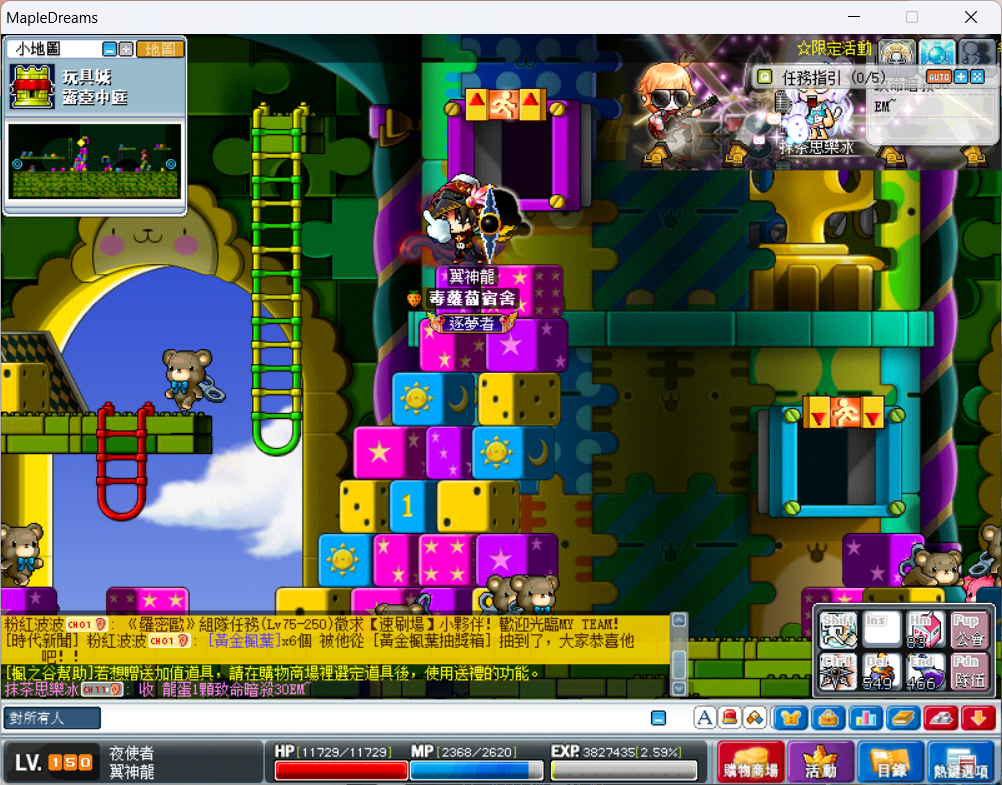 MapleDreams
小地圖
地圖
玩具城
露臺中庭
☆限定活動
任務指引 (0/5)
AUTO
EM~
抹茶思樂冰
翼神龍
毒蘿蔔宿舍
逐夢者
1
粉紅波波 CH01 : 《羅密歐》組隊任務(Lv75-250)徵求【速刷場】小夥伴! 歡迎光臨MY TEAM!
[時代新聞] 粉紅波波 CH01 : [黃金楓葉]x6個 被他從 [黃金楓葉抽獎箱] 抽到了，大家恭喜他吧!!
[楓之谷幫助]若想贈送加值道具，請在購物商場裡選定道具後，使用送禮的功能。
抹茶思樂冰 CH11 : 收 龍蛋1顆致命暗殺30EM~
Shift Ins Hm Pup
83 公會
Ctrl Del End Pdn
549 466 隊伍
對所有人
A
LV. 150
夜使者
翼神龍
HP [11729/11729] MP [2368/2620] EXP. 3827435[2.59%]
購物商場 活動 目錄 熱鍵選項